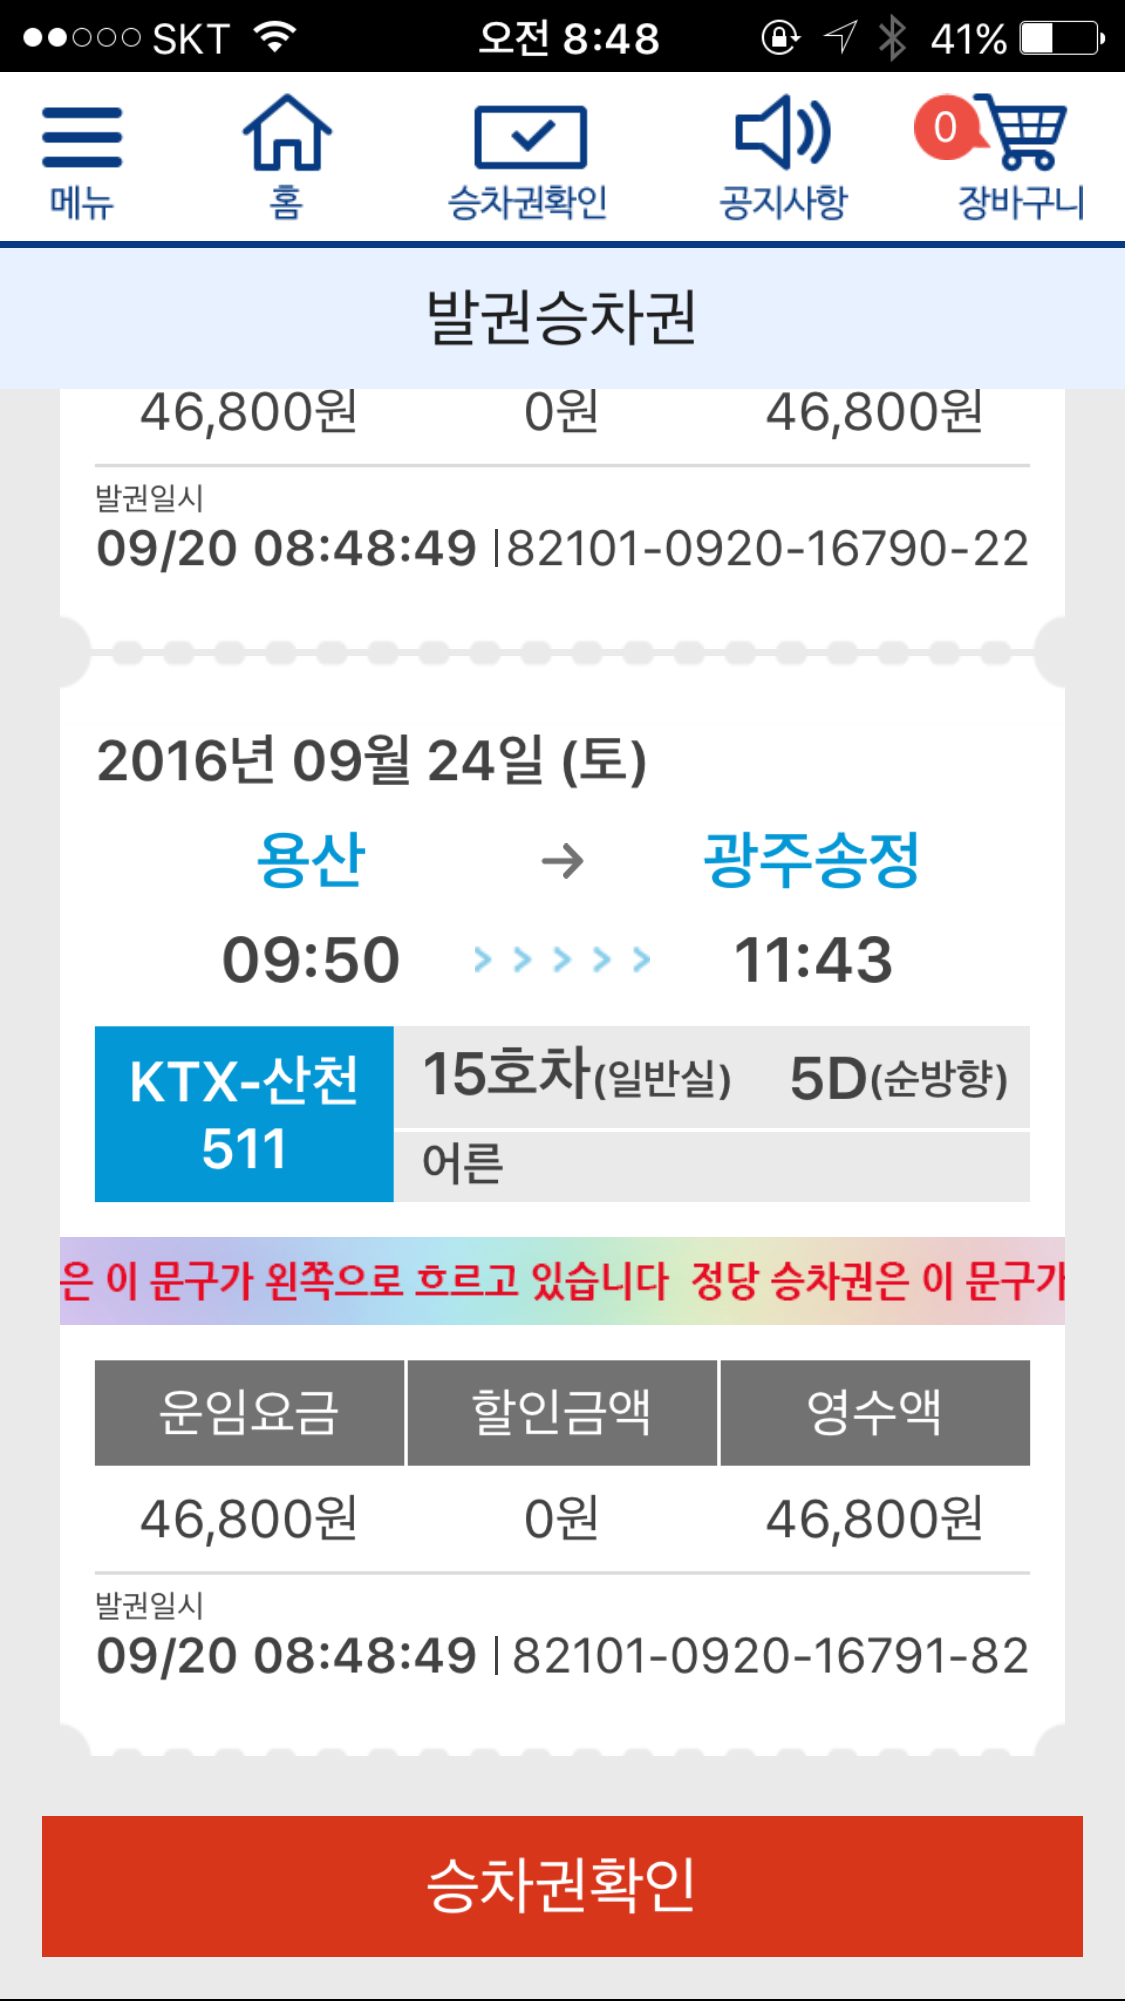 SKT 오전 8:48 41%
메뉴 홈 승차권확인 공지사항 0 장바구니
발권승차권
46,800원 0원 46,800원
발권일시
09/20 08:48:49 |82101-0920-16790-22
2016년 09월 24일 (토)
용산 → 광주송정
09:50 > > > > > 11:43
KTX-산천 511
15호차(일반실) 5D(순방향)
어른
은 이 문구가 왼쪽으로 흐르고 있습니다 정당 승차권은 이 문구가
운임요금 할인금액 영수액
46,800원 0원 46,800원
발권일시
09/20 08:48:49 |82101-0920-16791-82
승차권확인